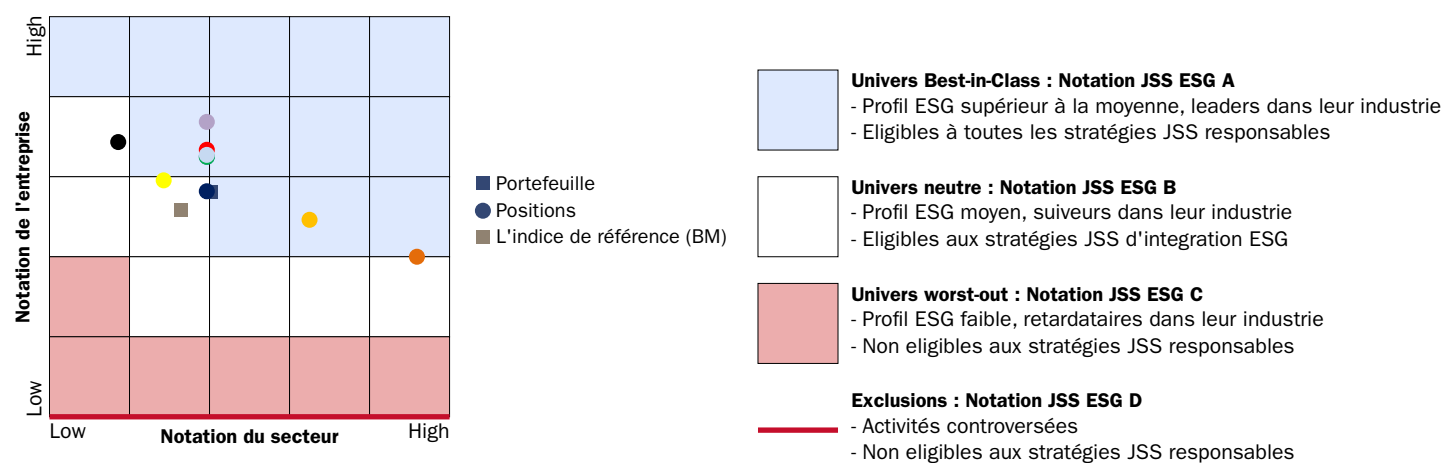 High
Notation de l'entreprise
Low
Low
Notation du secteur
High
Portefeuille
Positions
L'indice de référence (BM)
Univers Best-in-Class : Notation JSS ESG A
- Profil ESG supérieur à la moyenne, leaders dans leur industrie
- Eligibles à toutes les stratégies JSS responsables
Univers neutre : Notation JSS ESG B
- Profil ESG moyen, suiveurs dans leur industrie
- Eligibles aux stratégies JSS d'integration ESG
Univers worst-out : Notation JSS ESG C
- Profil ESG faible, retardataires dans leur industrie
- Non eligibles aux stratégies JSS responsables
Exclusions : Notation JSS ESG D
- Activités controversées
- Non eligibles aux stratégies JSS responsables